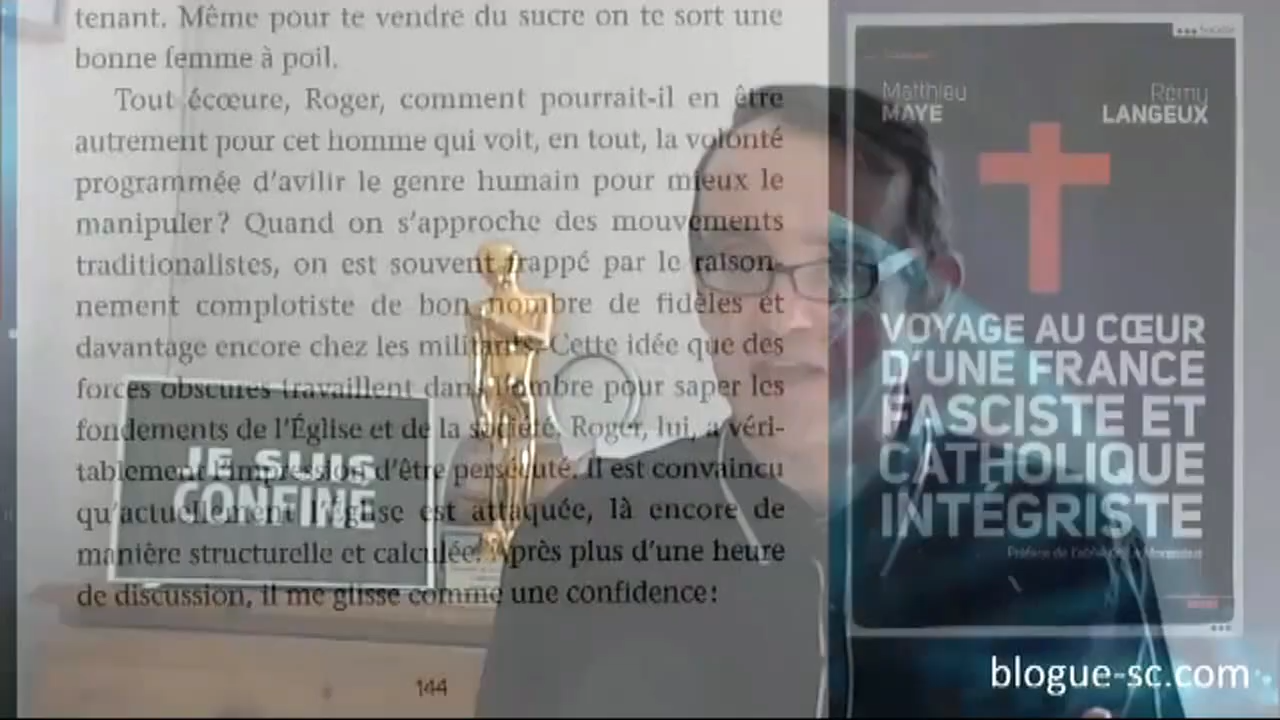 tenant. Même pour te vendre du sucre on te sort une
bonne femme à poil.
Tout écœure, Roger, comment pourrait-il en être
autrement pour cet homme qui voit, en tout, la volonté
programmée d'avilir le genre humain pour mieux le
manipuler? Quand on s'approche des mouvements
traditionalistes, on est souvent frappé par le raison-
nement complotiste de bon nombre de fidèles et
davantage encore chez les militants. Cette idée que des
forces obscures travaillent dans l'ombre pour saper les
fondements de l'Église et de la société. Roger, lui, a véri-
tablement l'impression d'être persécuté. Il est convaincu
qu'actuellement l'Église est attaquée, là encore de
manière structurelle et calculée. Après plus d'une heure
de discussion, il me glisse comme une confidence:
144
JE SUIS
CONFINÉ
Matthieu
MAYE
Rémy
LANGEUX
VOYAGE AU CŒUR
D'UNE FRANCE
FASCISTE ET
CATHOLIQUE
INTÉGRISTE
Préface de l'abbé
blogue-sc.com